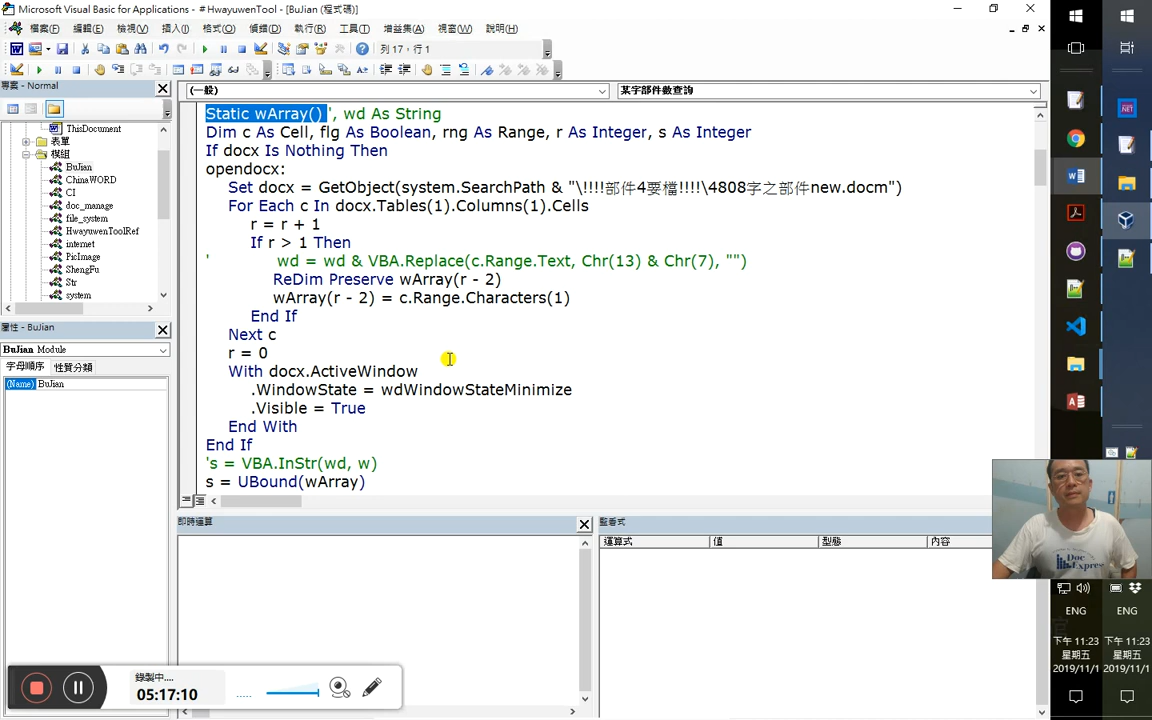 Microsoft Visual Basic for Applications - #HwayuwenTool - [BuJian (程式碼)]
檔案(F) 編輯(E) 檢視(V) 插入(I) 格式(O) 偵錯(D) 執行(R) 工具(T) 增益集(A) 視窗(W) 說明(H)
列 17，行 1
專案 - Normal
ThisDocument
表單
模組
BuJian
ChinaWORD
CI
doc_manage
file_system
HwayuwenToolRef
internet
PicImage
ShengFu
Str
system
屬性 - BuJian
BuJian Module
字母順序 性質分類
(Name) BuJian
(一般)
某字部件數查詢
Static wArray() ', wd As String
Dim c As Cell, flg As Boolean, rng As Range, r As Integer, s As Integer
If docx Is Nothing Then
opendocx:
Set docx = GetObject(system.SearchPath & "\!!!!部件4要檔!!!!\4808字之部件new.docm")
For Each c In docx.Tables(1).Columns(1).Cells
r = r + 1
If r > 1 Then
' wd = wd & VBA.Replace(c.Range.Text, Chr(13) & Chr(7), "")
ReDim Preserve wArray(r - 2)
wArray(r - 2) = c.Range.Characters(1)
End If
Next c
r = 0
With docx.ActiveWindow
.WindowState = wdWindowStateMinimize
.Visible = True
End With
End If
's = VBA.InStr(wd, w)
s = UBound(wArray)
即時運算
監看式
運算式 值 型態 內容
錄製中....
05:17:10
Doc
Express
ENG ENG
下午 11:23 下午 11:23
星期五 星期五
2019/11/1 2019/11/1